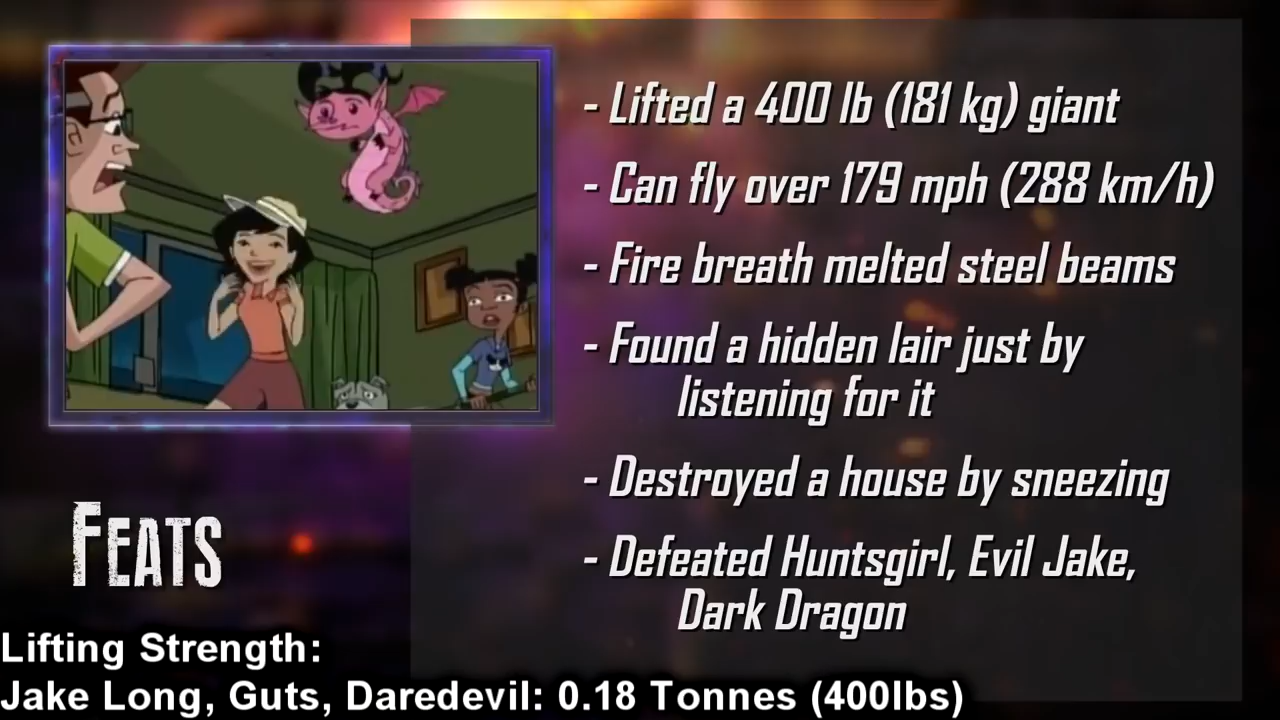 - Lifted a 400 lb (181 kg) giant
- Can fly over 179 mph (288 km/h)
- Fire breath melted steel beams
- Found a hidden lair just by
listening for it
- Destroyed a house by sneezing
- Defeated Huntsgirl, Evil Jake,
Dark Dragon
FEATS
Lifting Strength:
Jake Long, Guts, Daredevil: 0.18 Tonnes (400lbs)